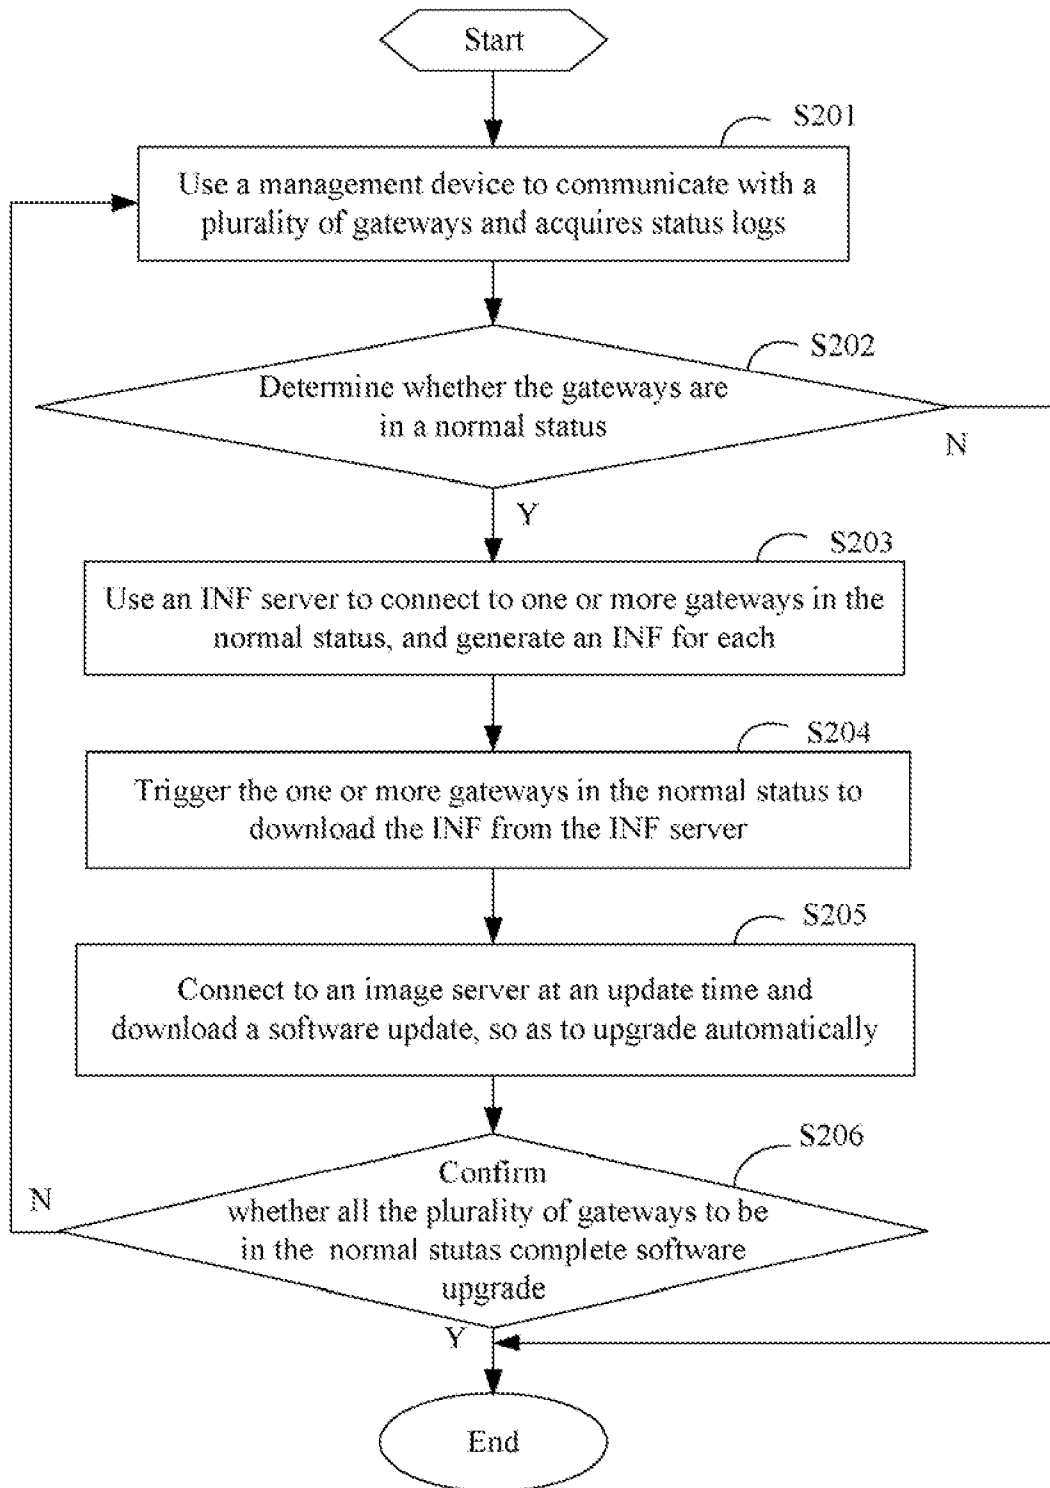 Start
S201
Use a management device to communicate with a
plurality of gateways and acquires status logs
S202
Determine whether the gateways are
in a normal status
N
Y
S203
Use an INF server to connect to one or more gateways in the
normal status, and generate an INF for each
S204
Trigger the one or more gateways in the normal status to
download the INF from the INF server
S205
Connect to an image server at an update time and
download a software update, so as to upgrade automatically
S206
Confirm
whether all the plurality of gateways to be
in the normal stutas complete software
upgrade
N
Y
End